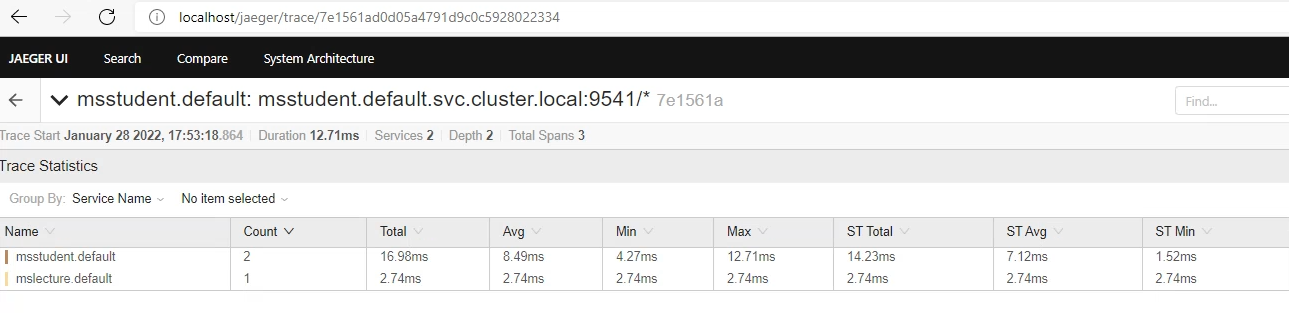 localhost/jaeger/trace/7e1561ad0d05a4791d9c0c5928022334
JAEGER UI Search Compare System Architecture
msstudent.default: msstudent.default.svc.cluster.local:9541/* 7e1561a Find...
Trace Start January 28 2022, 17:53:18.864 Duration 12.71ms Services 2 Depth 2 Total Spans 3
Trace Statistics
Group By: Service Name No item selected
Name Count Total Avg Min Max ST Total ST Avg ST Min
msstudent.default 2 16.98ms 8.49ms 4.27ms 12.71ms 14.23ms 7.12ms 1.52ms
mslecture.default 1 2.74ms 2.74ms 2.74ms 2.74ms 2.74ms 2.74ms 2.74ms